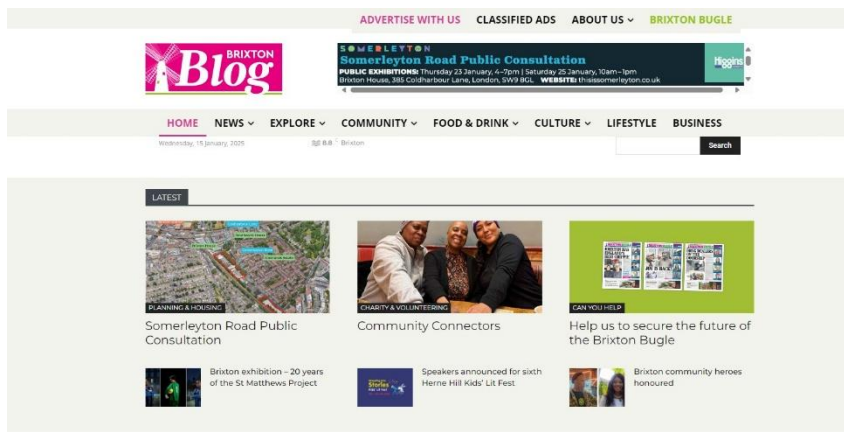 ADVERTISE WITH US CLASSIFIED ADS ABOUT US BRIXTON BUGLE
BRIXTON
Blog
SOMERLEYTON
Somerleyton Road Public Consultation
PUBLIC EXHIBITIONS: Thursday 23 January, 4–7pm | Saturday 25 January, 10am–1pm
Brixton House, 385 Coldharbour Lane, London, SW9 8GL WEBSITE: thisissomerleyton.co.uk
Higgins
HOME NEWS EXPLORE COMMUNITY FOOD & DRINK CULTURE LIFESTYLE BUSINESS
Wednesday, 15 January, 2025
Brixton
Search
LATEST
PLANNING & HOUSING
Somerleyton Road Public
Consultation
CHARITY & VOLUNTEERING
Community Connectors
CAN YOU HELP
Help us to secure the future of
the Brixton Bugle
Brixton exhibition – 20 years
of the St Matthews Project
Stories
Speakers announced for sixth
Herne Hill Kids' Lit Fest
Brixton community heroes
honoured